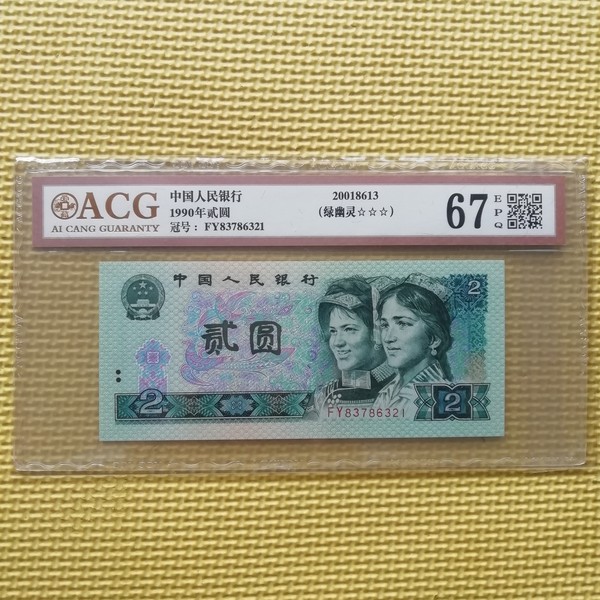 ACG
AI CANG GUARANTY
中国人民银行
1990年贰圆
冠号：FY83786321
20018613
(绿幽灵☆☆☆)
67
EPQ
中国人民银行
2
贰圆
2
FY83786321
2